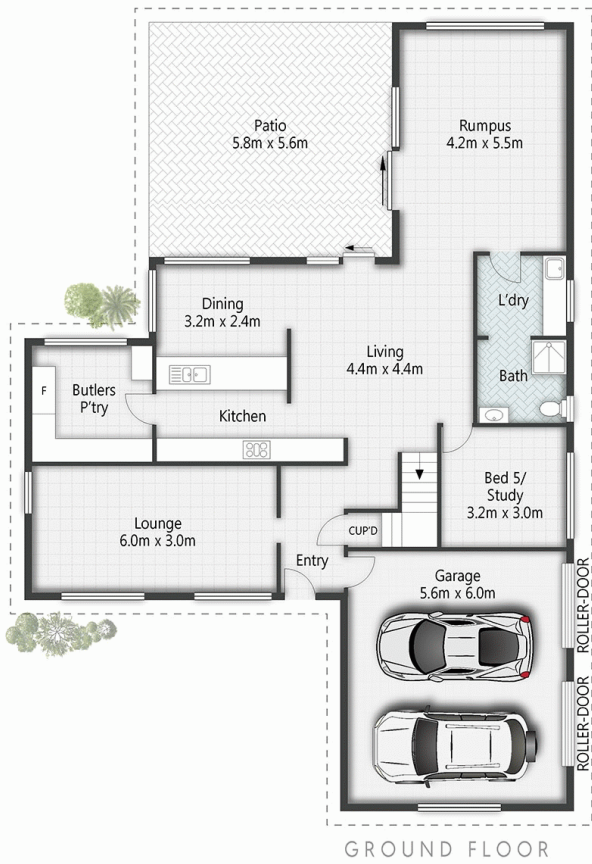 Patio
5.8m x 5.6m
Rumpus
4.2m x 5.5m
Dining
3.2m x 2.4m
L'dry
Living
4.4m x 4.4m
Bath
F
Butlers
P'try
Kitchen
Bed 5/
Study
3.2m x 3.0m
Lounge
6.0m x 3.0m
CUP'D
Entry
Garage
5.6m x 6.0m
ROLLER-DOOR
ROLLER-DOOR
GROUND FLOOR